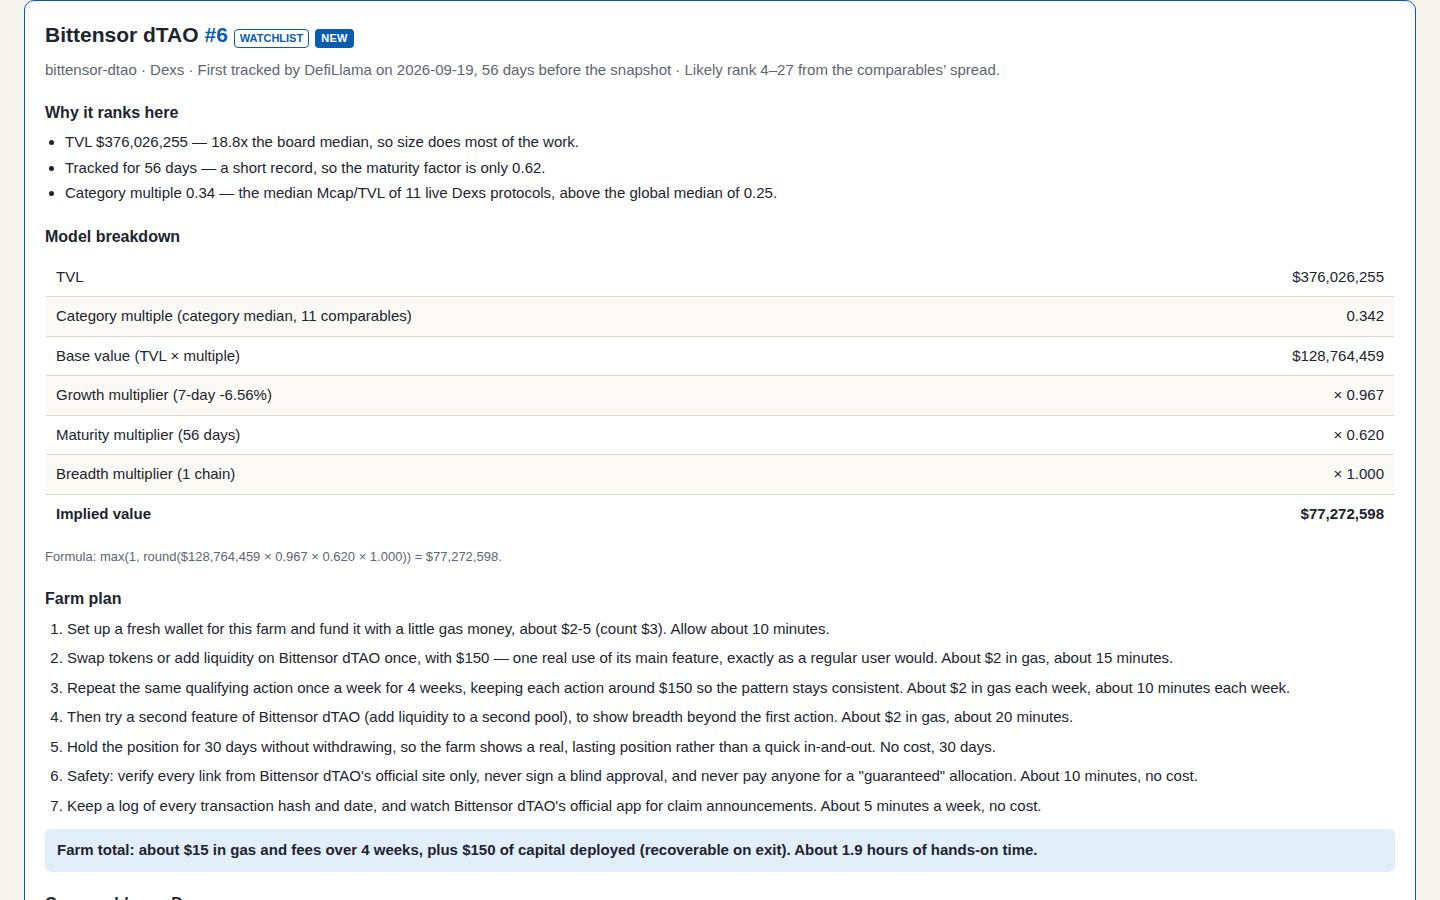 Bittensor dTAO #6 WATCHLIST NEW
bittensor-dtao · Dexs · First tracked by DefiLlama on 2026-09-19, 56 days before the snapshot · Likely rank 4–27 from the comparables’ spread.
Why it ranks here
• TVL $376,026,255 — 18.8x the board median, so size does most of the work.
• Tracked for 56 days — a short record, so the maturity factor is only 0.62.
• Category multiple 0.34 — the median Mcap/TVL of 11 live Dexs protocols, above the global median of 0.25.
Model breakdown
TVL $376,026,255
Category multiple (category median, 11 comparables) 0.342
Base value (TVL × multiple) $128,764,459
Growth multiplier (7-day -6.56%) × 0.967
Maturity multiplier (56 days) × 0.620
Breadth multiplier (1 chain) × 1.000
Implied value $77,272,598
Formula: max(1, round($128,764,459 × 0.967 × 0.620 × 1.000)) = $77,272,598.
Farm plan
1. Set up a fresh wallet for this farm and fund it with a little gas money, about $2-5 (count $3). Allow about 10 minutes.
2. Swap tokens or add liquidity on Bittensor dTAO once, with $150 — one real use of its main feature, exactly as a regular user would. About $2 in gas, about 15 minutes.
3. Repeat the same qualifying action once a week for 4 weeks, keeping each action around $150 so the pattern stays consistent. About $2 in gas each week, about 10 minutes each week.
4. Then try a second feature of Bittensor dTAO (add liquidity to a second pool), to show breadth beyond the first action. About $2 in gas, about 20 minutes.
5. Hold the position for 30 days without withdrawing, so the farm shows a real, lasting position rather than a quick in-and-out. No cost, 30 days.
6. Safety: verify every link from Bittensor dTAO's official site only, never sign a blind approval, and never pay anyone for a "guaranteed" allocation. About 10 minutes, no cost.
7. Keep a log of every transaction hash and date, and watch Bittensor dTAO's official app for claim announcements. About 5 minutes a week, no cost.
Farm total: about $15 in gas and fees over 4 weeks, plus $150 of capital deployed (recoverable on exit). About 1.9 hours of hands-on time.